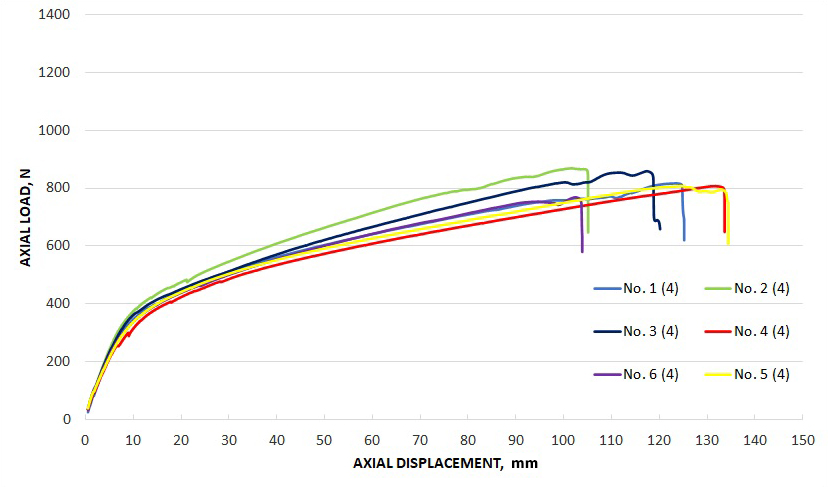 1400
1200
1000
800
600
400
200
0
AXIAL LOAD, N
No. 1 (4) No. 2 (4)
No. 3 (4) No. 4 (4)
No. 6 (4) No. 5 (4)
0 10 20 30 40 50 60 70 80 90 100 110 120 130 140 150
AXIAL DISPLACEMENT, mm